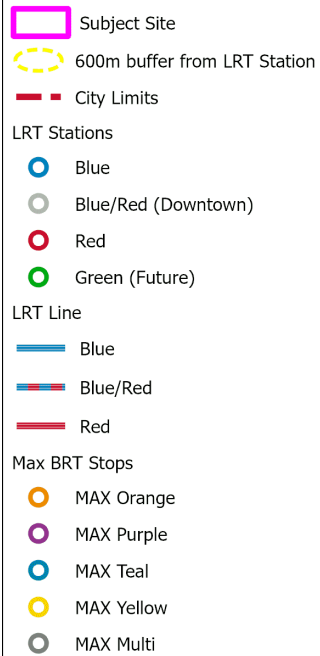 Subject Site
600m buffer from LRT Station
City Limits
LRT Stations
Blue
Blue/Red (Downtown)
Red
Green (Future)
LRT Line
Blue
Blue/Red
Red
Max BRT Stops
MAX Orange
MAX Purple
MAX Teal
MAX Yellow
MAX Multi